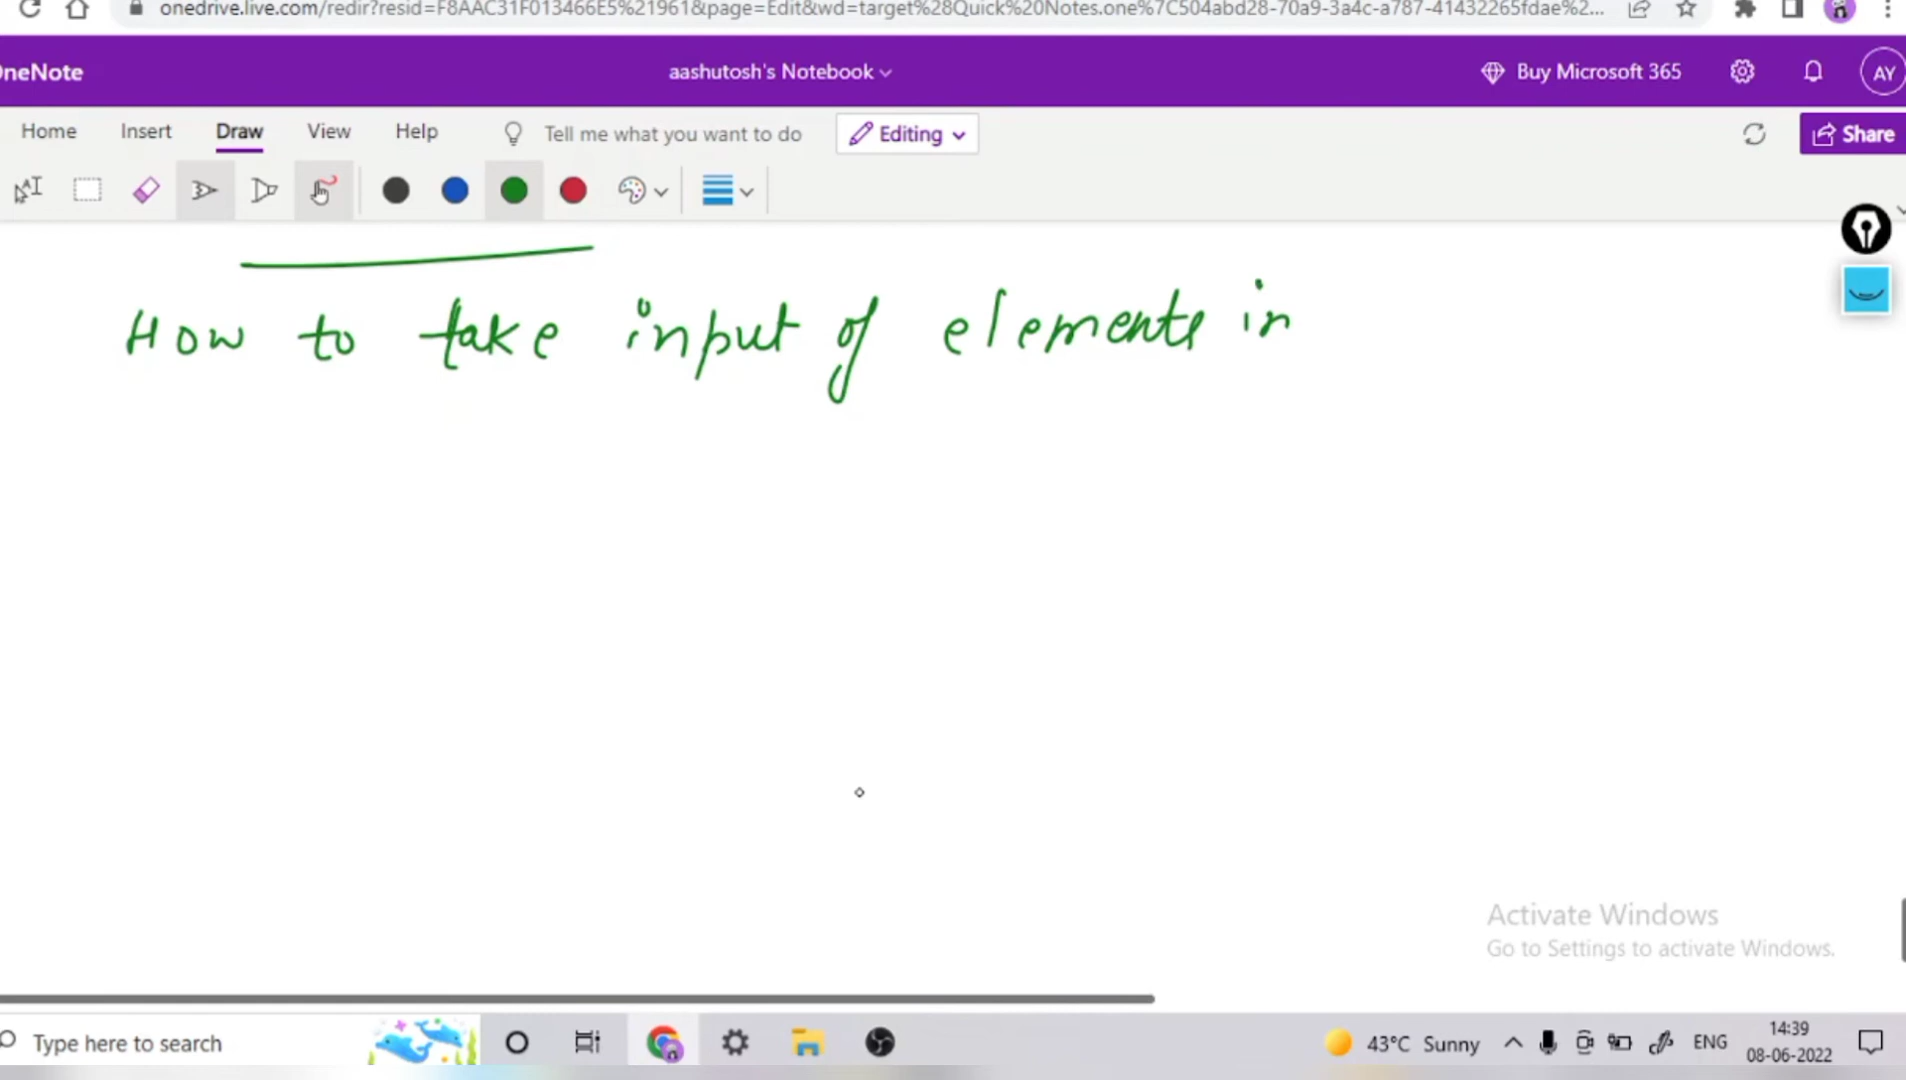 onedrive.live.com/redir?resid=F8AAC31F013466E5%21961&page=Edit&wd=target%28Quick%20Notes.one%7C504abd28-70a9-3a4c-a787-41432265fdae%2...
OneNote aashutosh's Notebook Buy Microsoft 365 AY
Home Insert Draw View Help Tell me what you want to do Editing Share
How to take input of elements in
Activate Windows
Go to Settings to activate Windows.
Type here to search 43°C Sunny ENG 14:39
08-06-2022